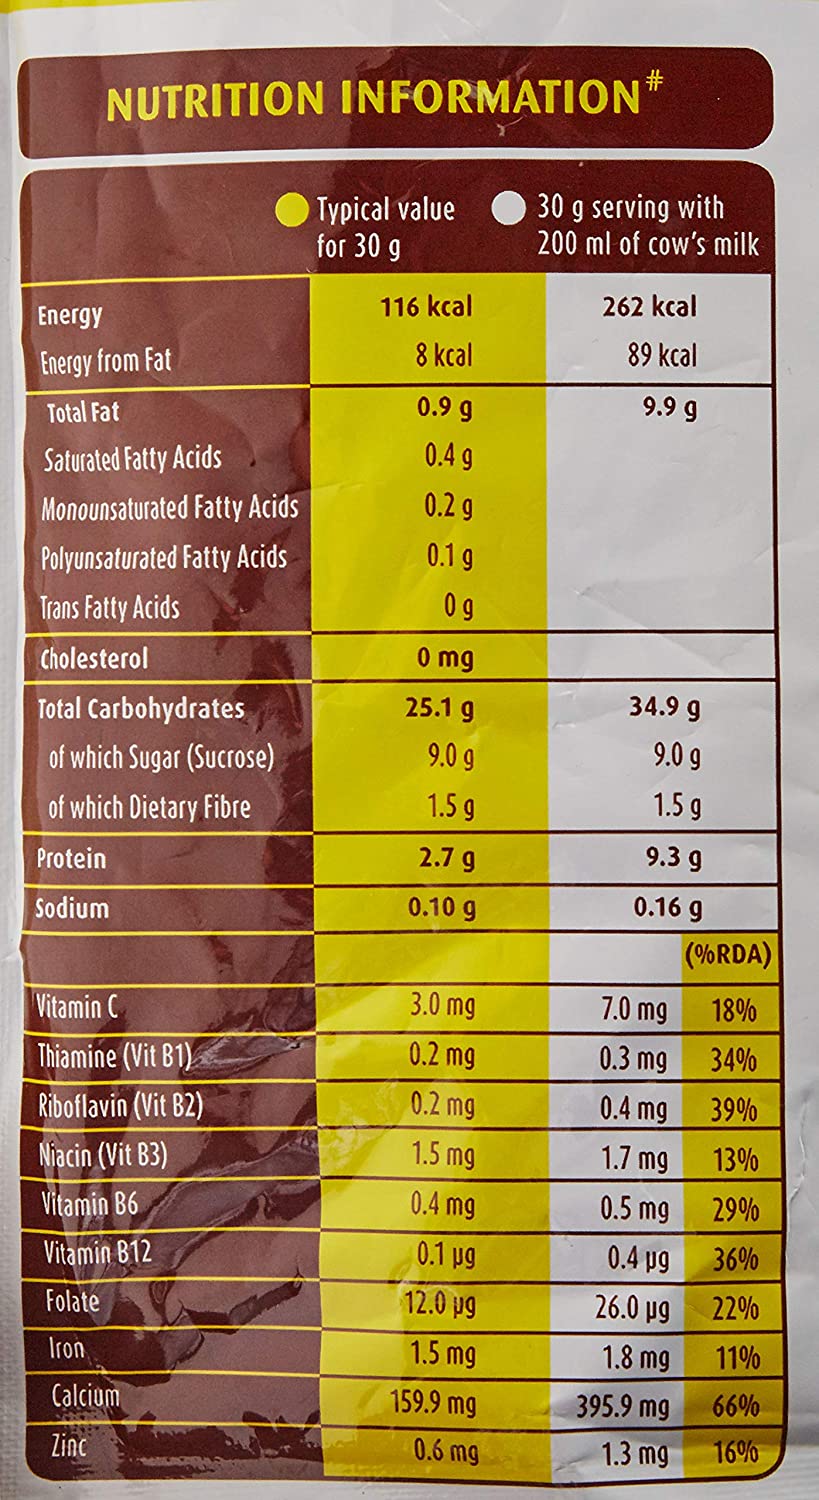 NUTRITION INFORMATION#
Typical value for 30 g
30 g serving with 200 ml of cow's milk
Energy 116 kcal 262 kcal
Energy from Fat 8 kcal 89 kcal
Total Fat 0.9 g 9.9 g
Saturated Fatty Acids 0.4 g
Monounsaturated Fatty Acids 0.2 g
Polyunsaturated Fatty Acids 0.1 g
Trans Fatty Acids 0 g
Cholesterol 0 mg
Total Carbohydrates 25.1 g 34.9 g
of which Sugar (Sucrose) 9.0 g 9.0 g
of which Dietary Fibre 1.5 g 1.5 g
Protein 2.7 g 9.3 g
Sodium 0.10 g 0.16 g
(%RDA)
Vitamin C 3.0 mg 7.0 mg 18%
Thiamine (Vit B1) 0.2 mg 0.3 mg 34%
Riboflavin (Vit B2) 0.2 mg 0.4 mg 39%
Niacin (Vit B3) 1.5 mg 1.7 mg 13%
Vitamin B6 0.4 mg 0.5 mg 29%
Vitamin B12 0.1 µg 0.4 µg 36%
Folate 12.0 µg 26.0 µg 22%
Iron 1.5 mg 1.8 mg 11%
Calcium 159.9 mg 395.9 mg 66%
Zinc 0.6 mg 1.3 mg 16%